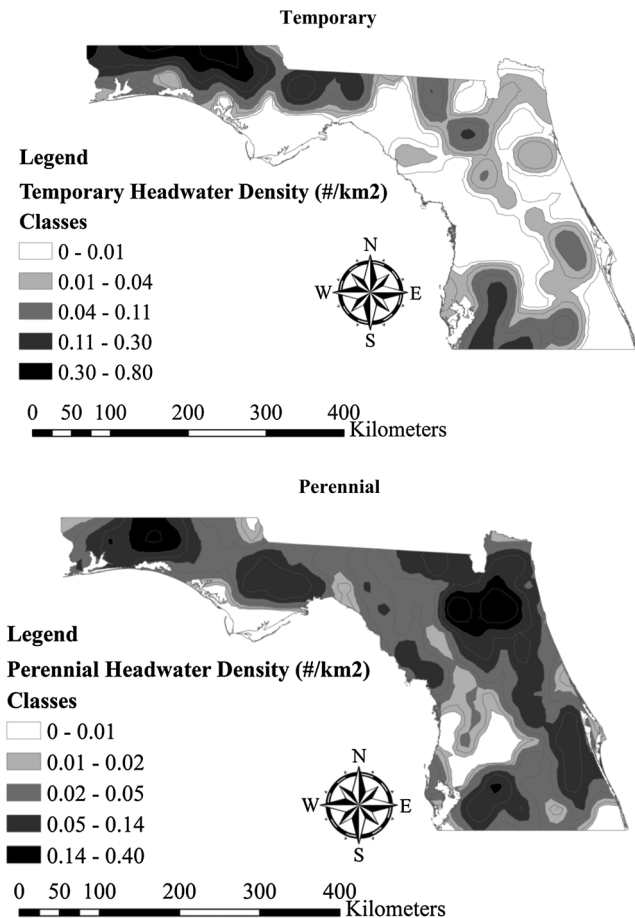 Temporary
Legend
Temporary Headwater Density (#/km2)
Classes
0 - 0.01
0.01 - 0.04
0.04 - 0.11
0.11 - 0.30
0.30 - 0.80
N
W E
S
0 50 100 200 300 400
Kilometers
Perennial
Legend
Perennial Headwater Density (#/km2)
Classes
0 - 0.01
0.01 - 0.02
0.02 - 0.05
0.05 - 0.14
0.14 - 0.40
N
W E
S
0 50 100 200 300 400
Kilometers